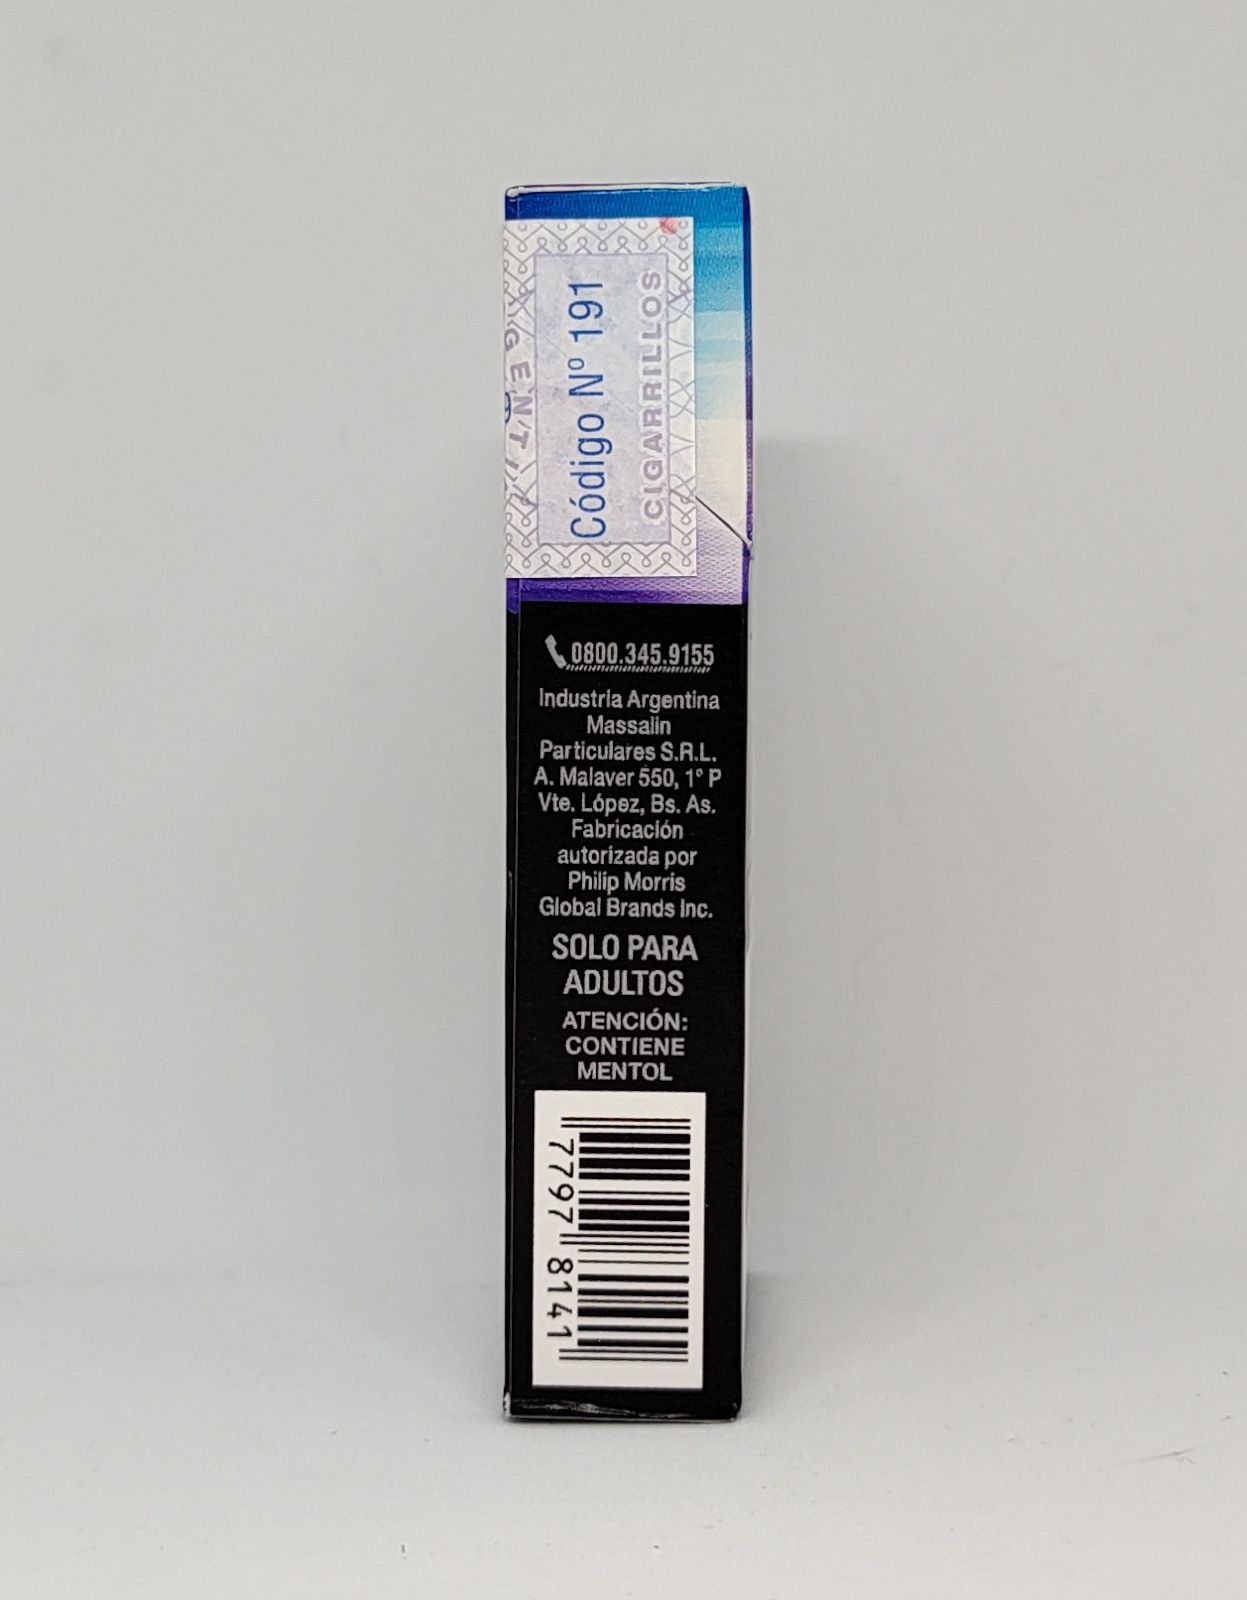 Código Nº 191
CIGARRILLOS
0800.345.9155
Industria Argentina
Massalin
Particulares S.R.L.
A. Malaver 550, 1º P
Vte. López, Bs. As.
Fabricación
autorizada por
Philip Morris
Global Brands Inc.
SOLO PARA
ADULTOS
ATENCIÓN:
CONTIENE
MENTOL
7797 8141